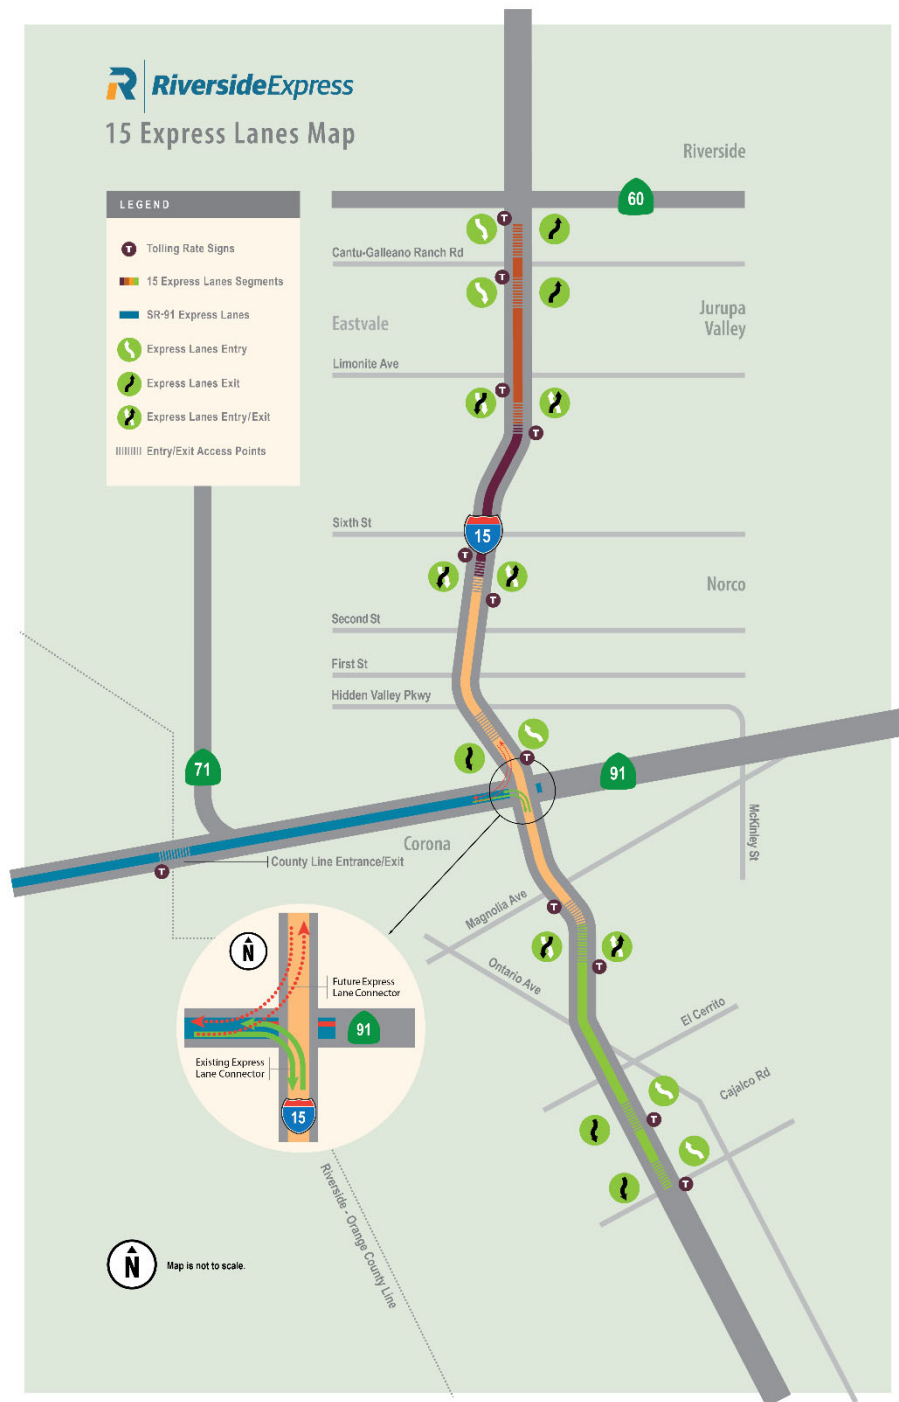 RiversideExpress
15 Express Lanes Map
LEGEND
T
Tolling Rate Signs
15 Express Lanes Segments
SR-91 Express Lanes
Express Lanes Entry
Express Lanes Exit
Express Lanes Entry/Exit
Entry/Exit Access Points
Riverside
60
T
Cantu-Galleano Ranch Rd
T
Eastvale
Jurupa
Valley
Limonite Ave
T
T
Sixth St
15
T
Norco
T
Second St
First St
Hidden Valley Pkwy
71
T
91
McKinley St
Corona
County Line Entrance/Exit
T
Magnolia Ave
T
Ontario Ave
T
N
Future Express
Lane Connector
91
Existing Express
Lane Connector
15
El Cerrito
Cajalco Rd
T
T
Riverside - Orange County Line
N
Map is not to scale.